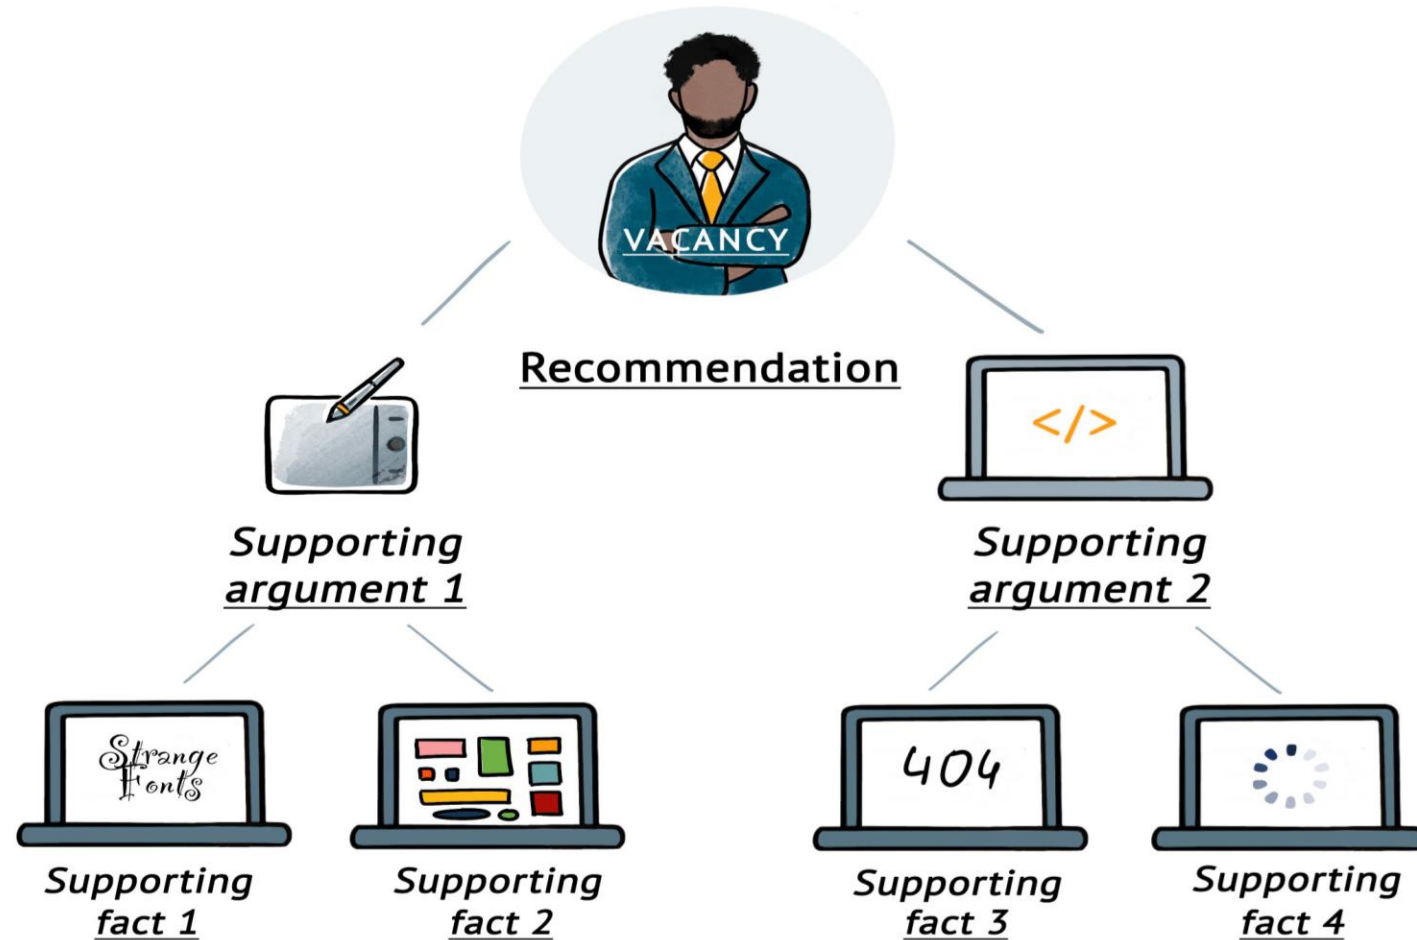 VACANCY
Recommendation
</>
Supporting
argument 1
Supporting
argument 2
Strange
Fonts
404
Supporting
fact 1
Supporting
fact 2
Supporting
fact 3
Supporting
fact 4